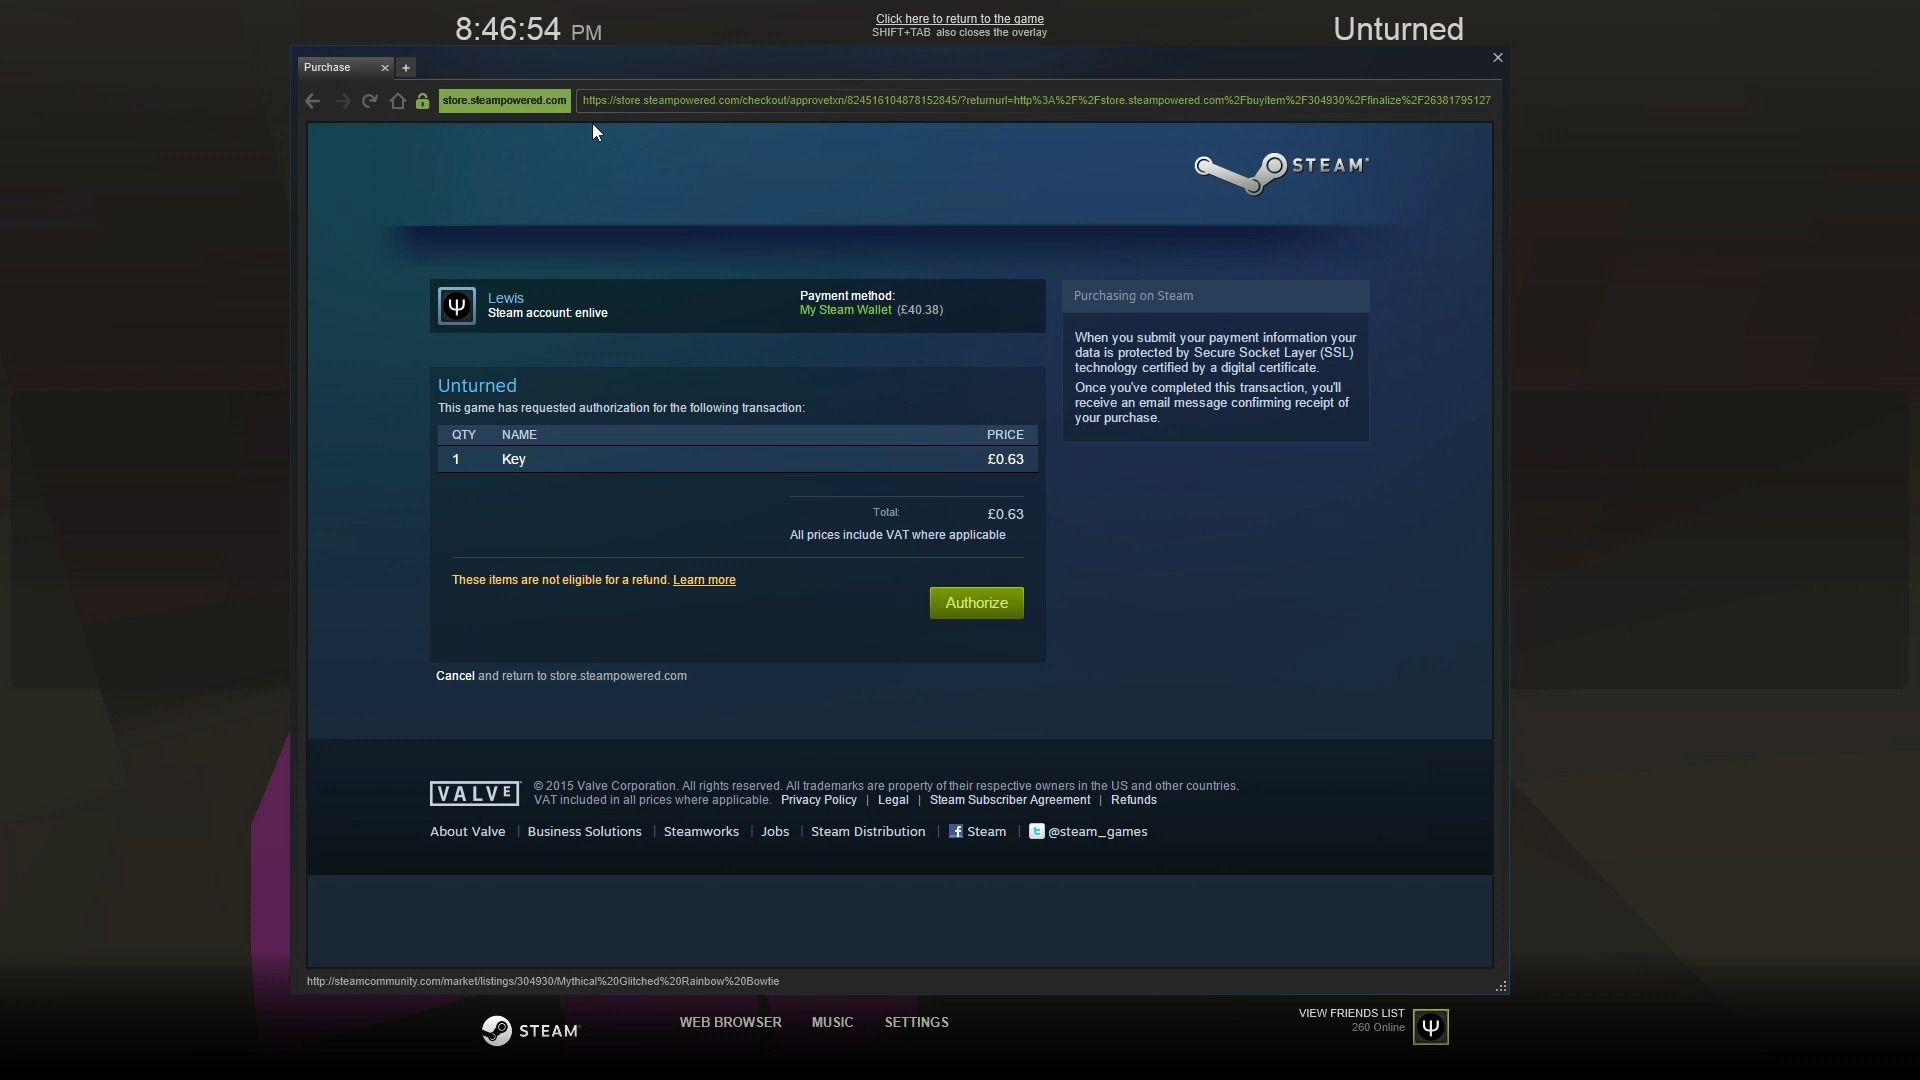 8:46:54 PM
Click here to return to the game
SHIFT+TAB also closes the overlay
Unturned
Purchase
store.steampowered.com
https://store.steampowered.com/checkout/approvetxn/824516104878152845/?returnurl=http%3A%2F%2Fstore.steampowered.com%2Fbuyitem%2F304930%2Ffinalize%2F26381795127
STEAM
Lewis
Steam account: enlive
Payment method:
My Steam Wallet (£40.38)
Purchasing on Steam
When you submit your payment information your
data is protected by Secure Socket Layer (SSL)
technology certified by a digital certificate.
Once you've completed this transaction, you'll
receive an email message confirming receipt of
your purchase.
Unturned
This game has requested authorization for the following transaction:
QTY NAME PRICE
1 Key £0.63
Total: £0.63
All prices include VAT where applicable
These items are not eligible for a refund. Learn more
Authorize
Cancel and return to store.steampowered.com
VALVE
© 2015 Valve Corporation. All rights reserved. All trademarks are property of their respective owners in the US and other countries.
VAT included in all prices where applicable. Privacy Policy | Legal | Steam Subscriber Agreement | Refunds
About Valve | Business Solutions | Steamworks | Jobs | Steam Distribution | Steam | @steam_games
http://steamcommunity.com/market/listings/304930/Mythical%20Glitched%20Rainbow%20Bowtie
STEAM
WEB BROWSER MUSIC SETTINGS
VIEW FRIENDS LIST
260 Online